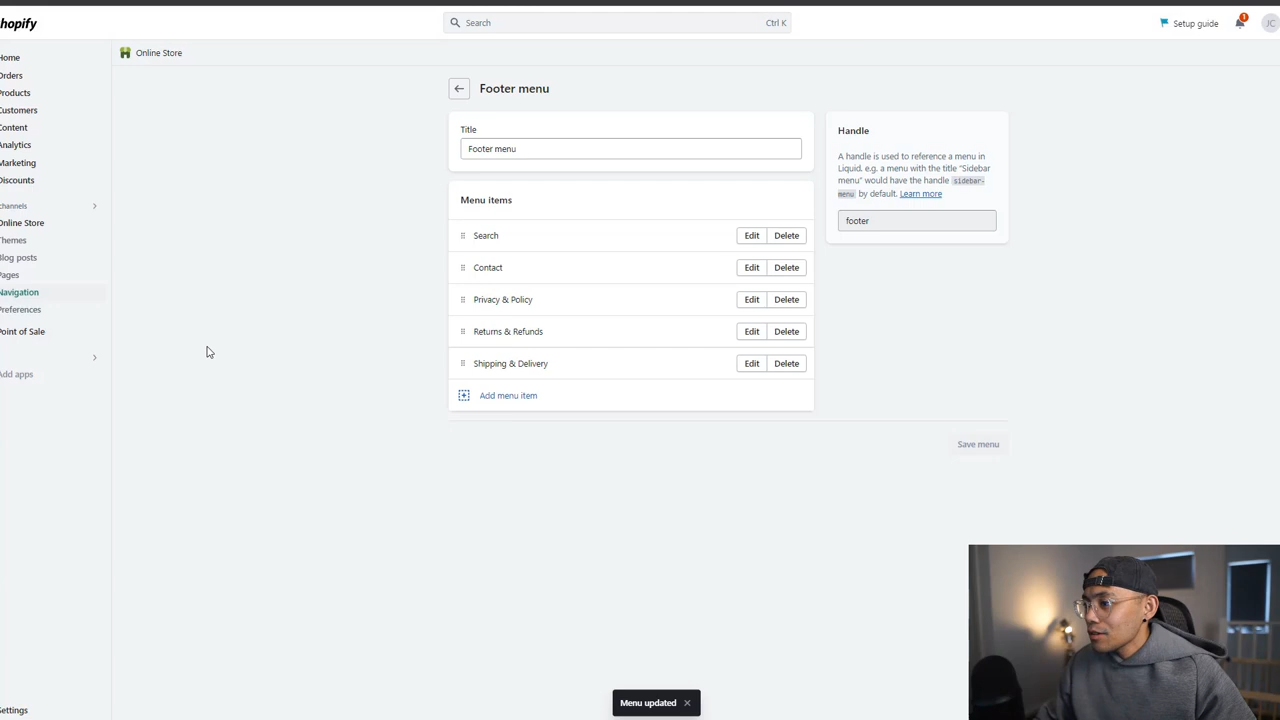 hopify
Search
Ctrl K
Setup guide
1
JC
Home
Orders
Products
Customers
Content
Analytics
Marketing
Discounts
channels
Online Store
Themes
Blog posts
Pages
Navigation
Preferences
Point of Sale
Add apps
Settings
Online Store
Footer menu
Title
Footer menu
Menu items
Search
Edit
Delete
Contact
Edit
Delete
Privacy & Policy
Edit
Delete
Returns & Refunds
Edit
Delete
Shipping & Delivery
Edit
Delete
Add menu item
Handle
A handle is used to reference a menu in
Liquid, e.g. a menu with the title "Sidebar
menu" would have the handle sidebar-
menu by default. Learn more
footer
Save menu
Menu updated